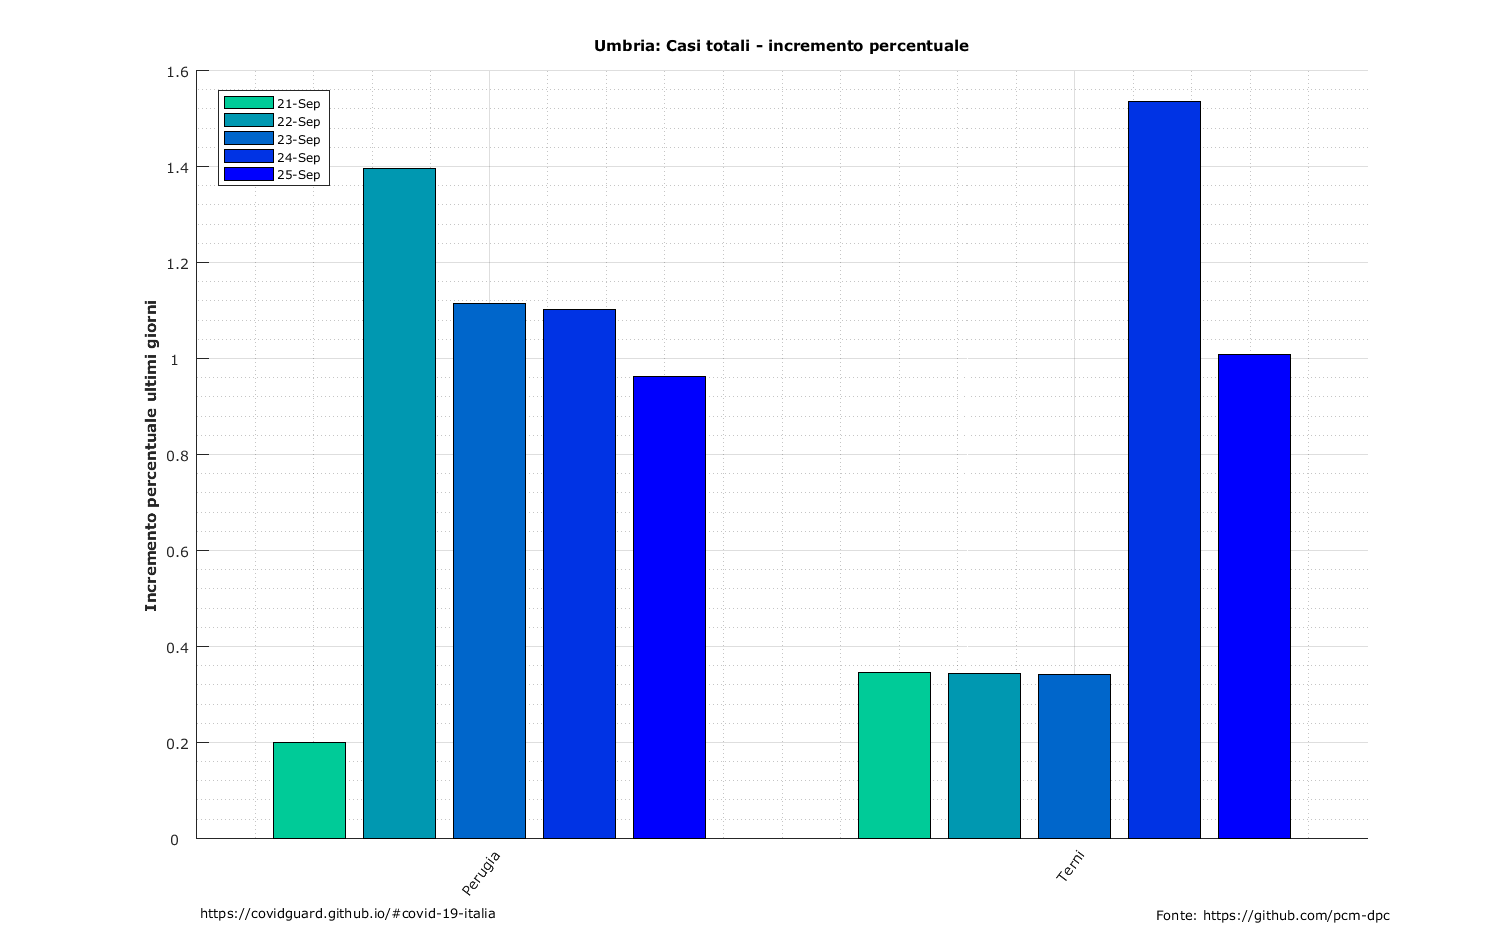 Umbria: Casi totali - incremento percentuale
1.6
1.4
1.2
1
0.8
0.6
0.4
0.2
0
Incremento percentuale ultimi giorni
21-Sep
22-Sep
23-Sep
24-Sep
25-Sep
Perugia
Terni
https://covidguard.github.io/#covid-19-italia
Fonte: https://github.com/pcm-dpc